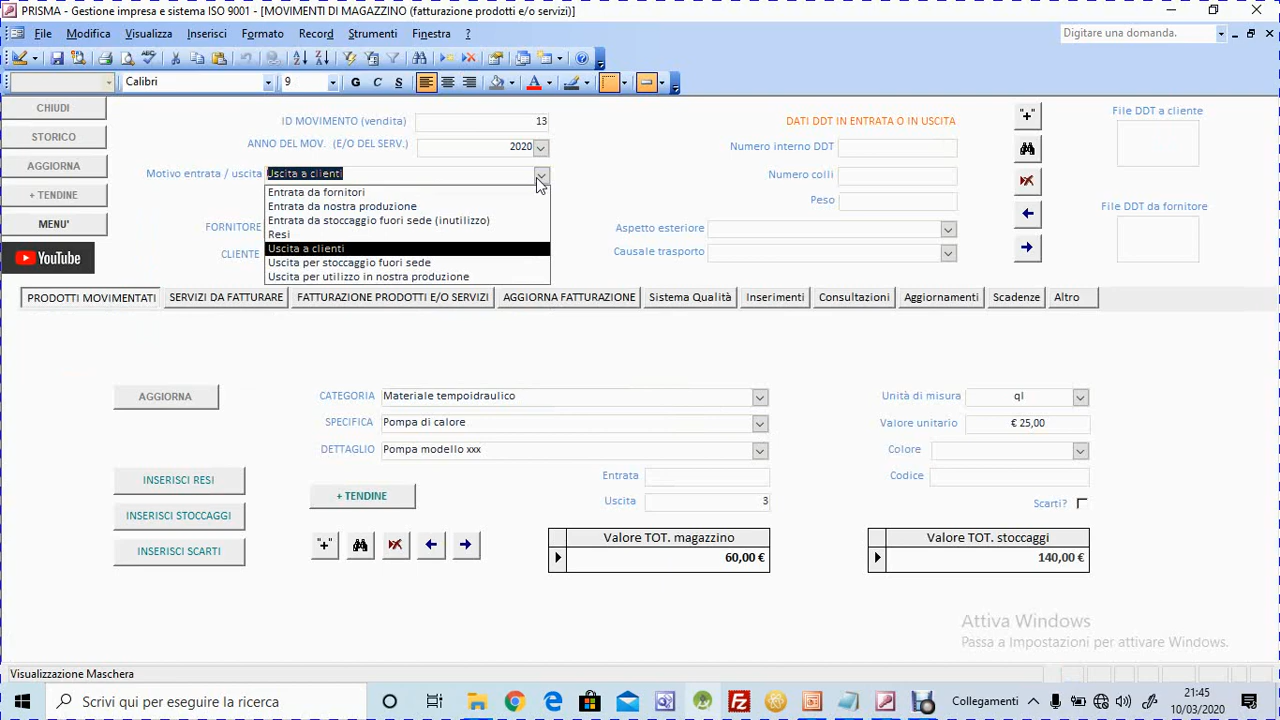 PRISMA - Gestione impresa e sistema ISO 9001 - [MOVIMENTI DI MAGAZZINO (fatturazione prodotti e/o servizi)]
File Modifica Visualizza Inserisci Formato Record Strumenti Finestra ? Digitare una domanda.
Calibri 9 G C S
CHIUDI
STORICO
AGGIORNA
+ TENDINE
MENU'
YouTube
ID MOVIMENTO (vendita) 13
ANNO DEL MOV. (E/O DEL SERV.) 2020
Motivo entrata / uscita Uscita a clienti
Entrata da fornitori
Entrata da nostra produzione
Entrata da stoccaggio fuori sede (inutilizzo)
Resi
Uscita a clienti
Uscita per stoccaggio fuori sede
Uscita per utilizzo in nostra produzione
FORNITORE
CLIENTE
DATI DDT IN ENTRATA O IN USCITA
Numero interno DDT
Numero colli
Peso
Aspetto esteriore
Causale trasporto
"+"
File DDT a cliente
File DDT da fornitore
PRODOTTI MOVIMENTATI SERVIZI DA FATTURARE FATTURAZIONE PRODOTTI E/O SERVIZI AGGIORNA FATTURAZIONE Sistema Qualità Inserimenti Consultazioni Aggiornamenti Scadenze Altro
AGGIORNA
CATEGORIA Materiale tempoidraulico
SPECIFICA Pompa di calore
DETTAGLIO Pompa modello xxx
Unità di misura ql
Valore unitario € 25,00
Colore
Codice
Scarti?
Entrata
Uscita 3
INSERISCI RESI
INSERISCI STOCCAGGI
INSERISCI SCARTI
+ TENDINE
"+"
Valore TOT. magazzino
60,00 €
Valore TOT. stoccaggi
140,00 €
Attiva Windows
Passa a Impostazioni per attivare Windows.
Visualizzazione Maschera
Scrivi qui per eseguire la ricerca
Collegamenti
21:45
10/03/2020